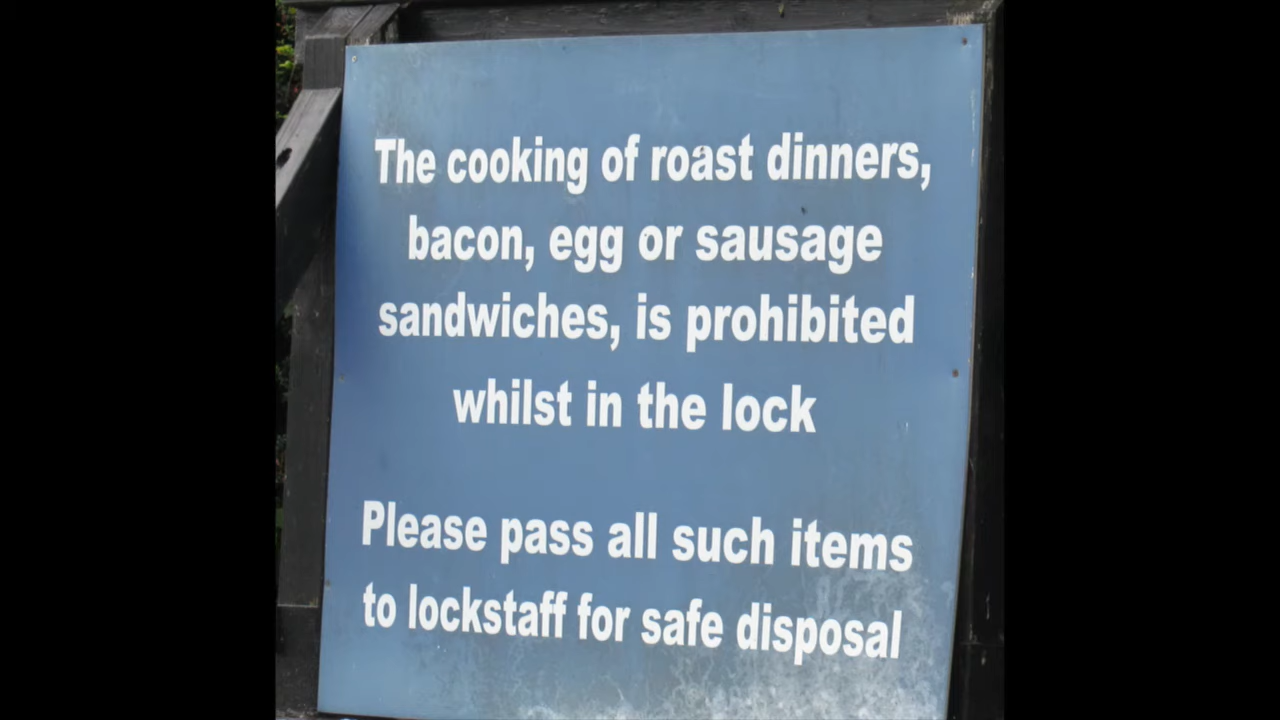 The cooking of roast dinners,
bacon, egg or sausage
sandwiches, is prohibited
whilst in the lock
Please pass all such items
to lockstaff for safe disposal